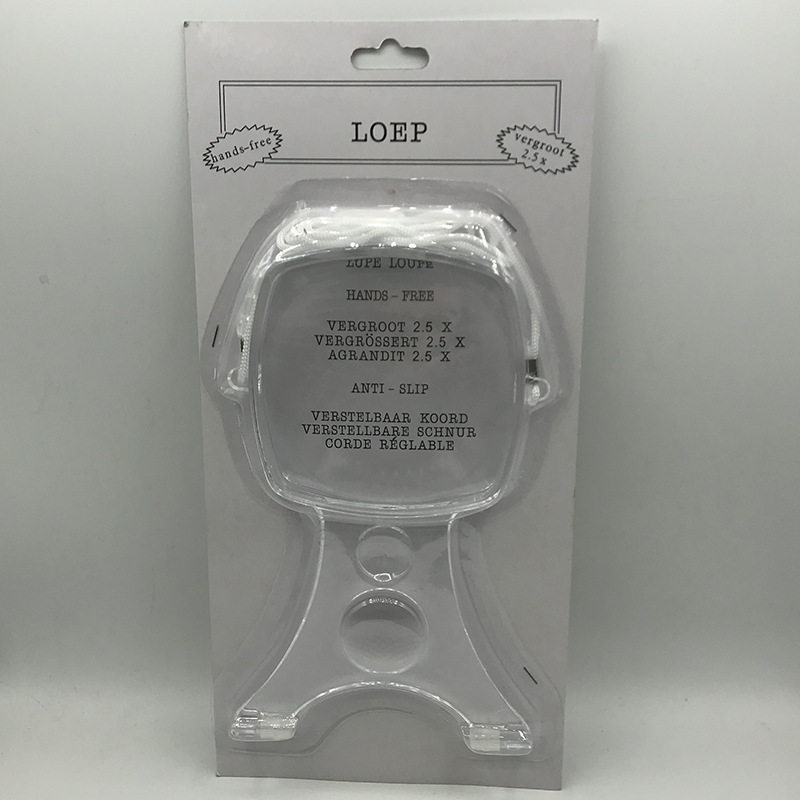 LOEP
hands-free
vergroot
2.5 x
LUPE LOUPE
HANDS - FREE
VERGROOT 2.5 X
VERGRÖSSERT 2.5 X
AGRANDIT 2.5 X
ANTI - SLIP
VERSTELBAAR KOORD
VERSTELLBARE SCHNUR
CORDE RÉGLABLE